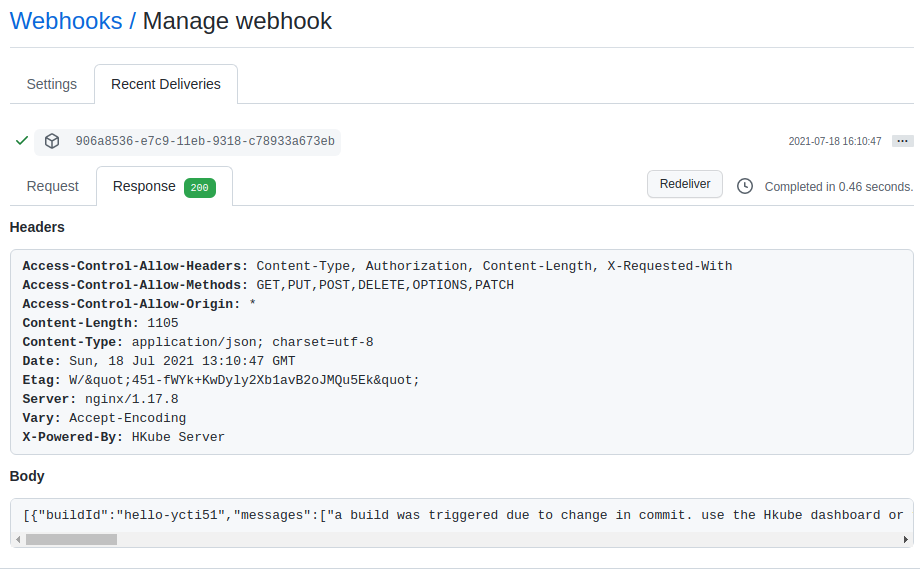 Webhooks / Manage webhook
Settings
Recent Deliveries
906a8536-e7c9-11eb-9318-c78933a673eb
2021-07-18 16:10:47
Request
Response 200
Redeliver
Completed in 0.46 seconds.
Headers
Access-Control-Allow-Headers: Content-Type, Authorization, Content-Length, X-Requested-With
Access-Control-Allow-Methods: GET,PUT,POST,DELETE,OPTIONS,PATCH
Access-Control-Allow-Origin: *
Content-Length: 1105
Content-Type: application/json; charset=utf-8
Date: Sun, 18 Jul 2021 13:10:47 GMT
Etag: W/&quot;451-fWYk+KwDyly2Xb1avB2oJMQu5Ek&quot;
Server: nginx/1.17.8
Vary: Accept-Encoding
X-Powered-By: HKube Server
Body
[{"buildId":"hello-ycti51","messages":["a build was triggered due to change in commit. use the Hkube dashboard or